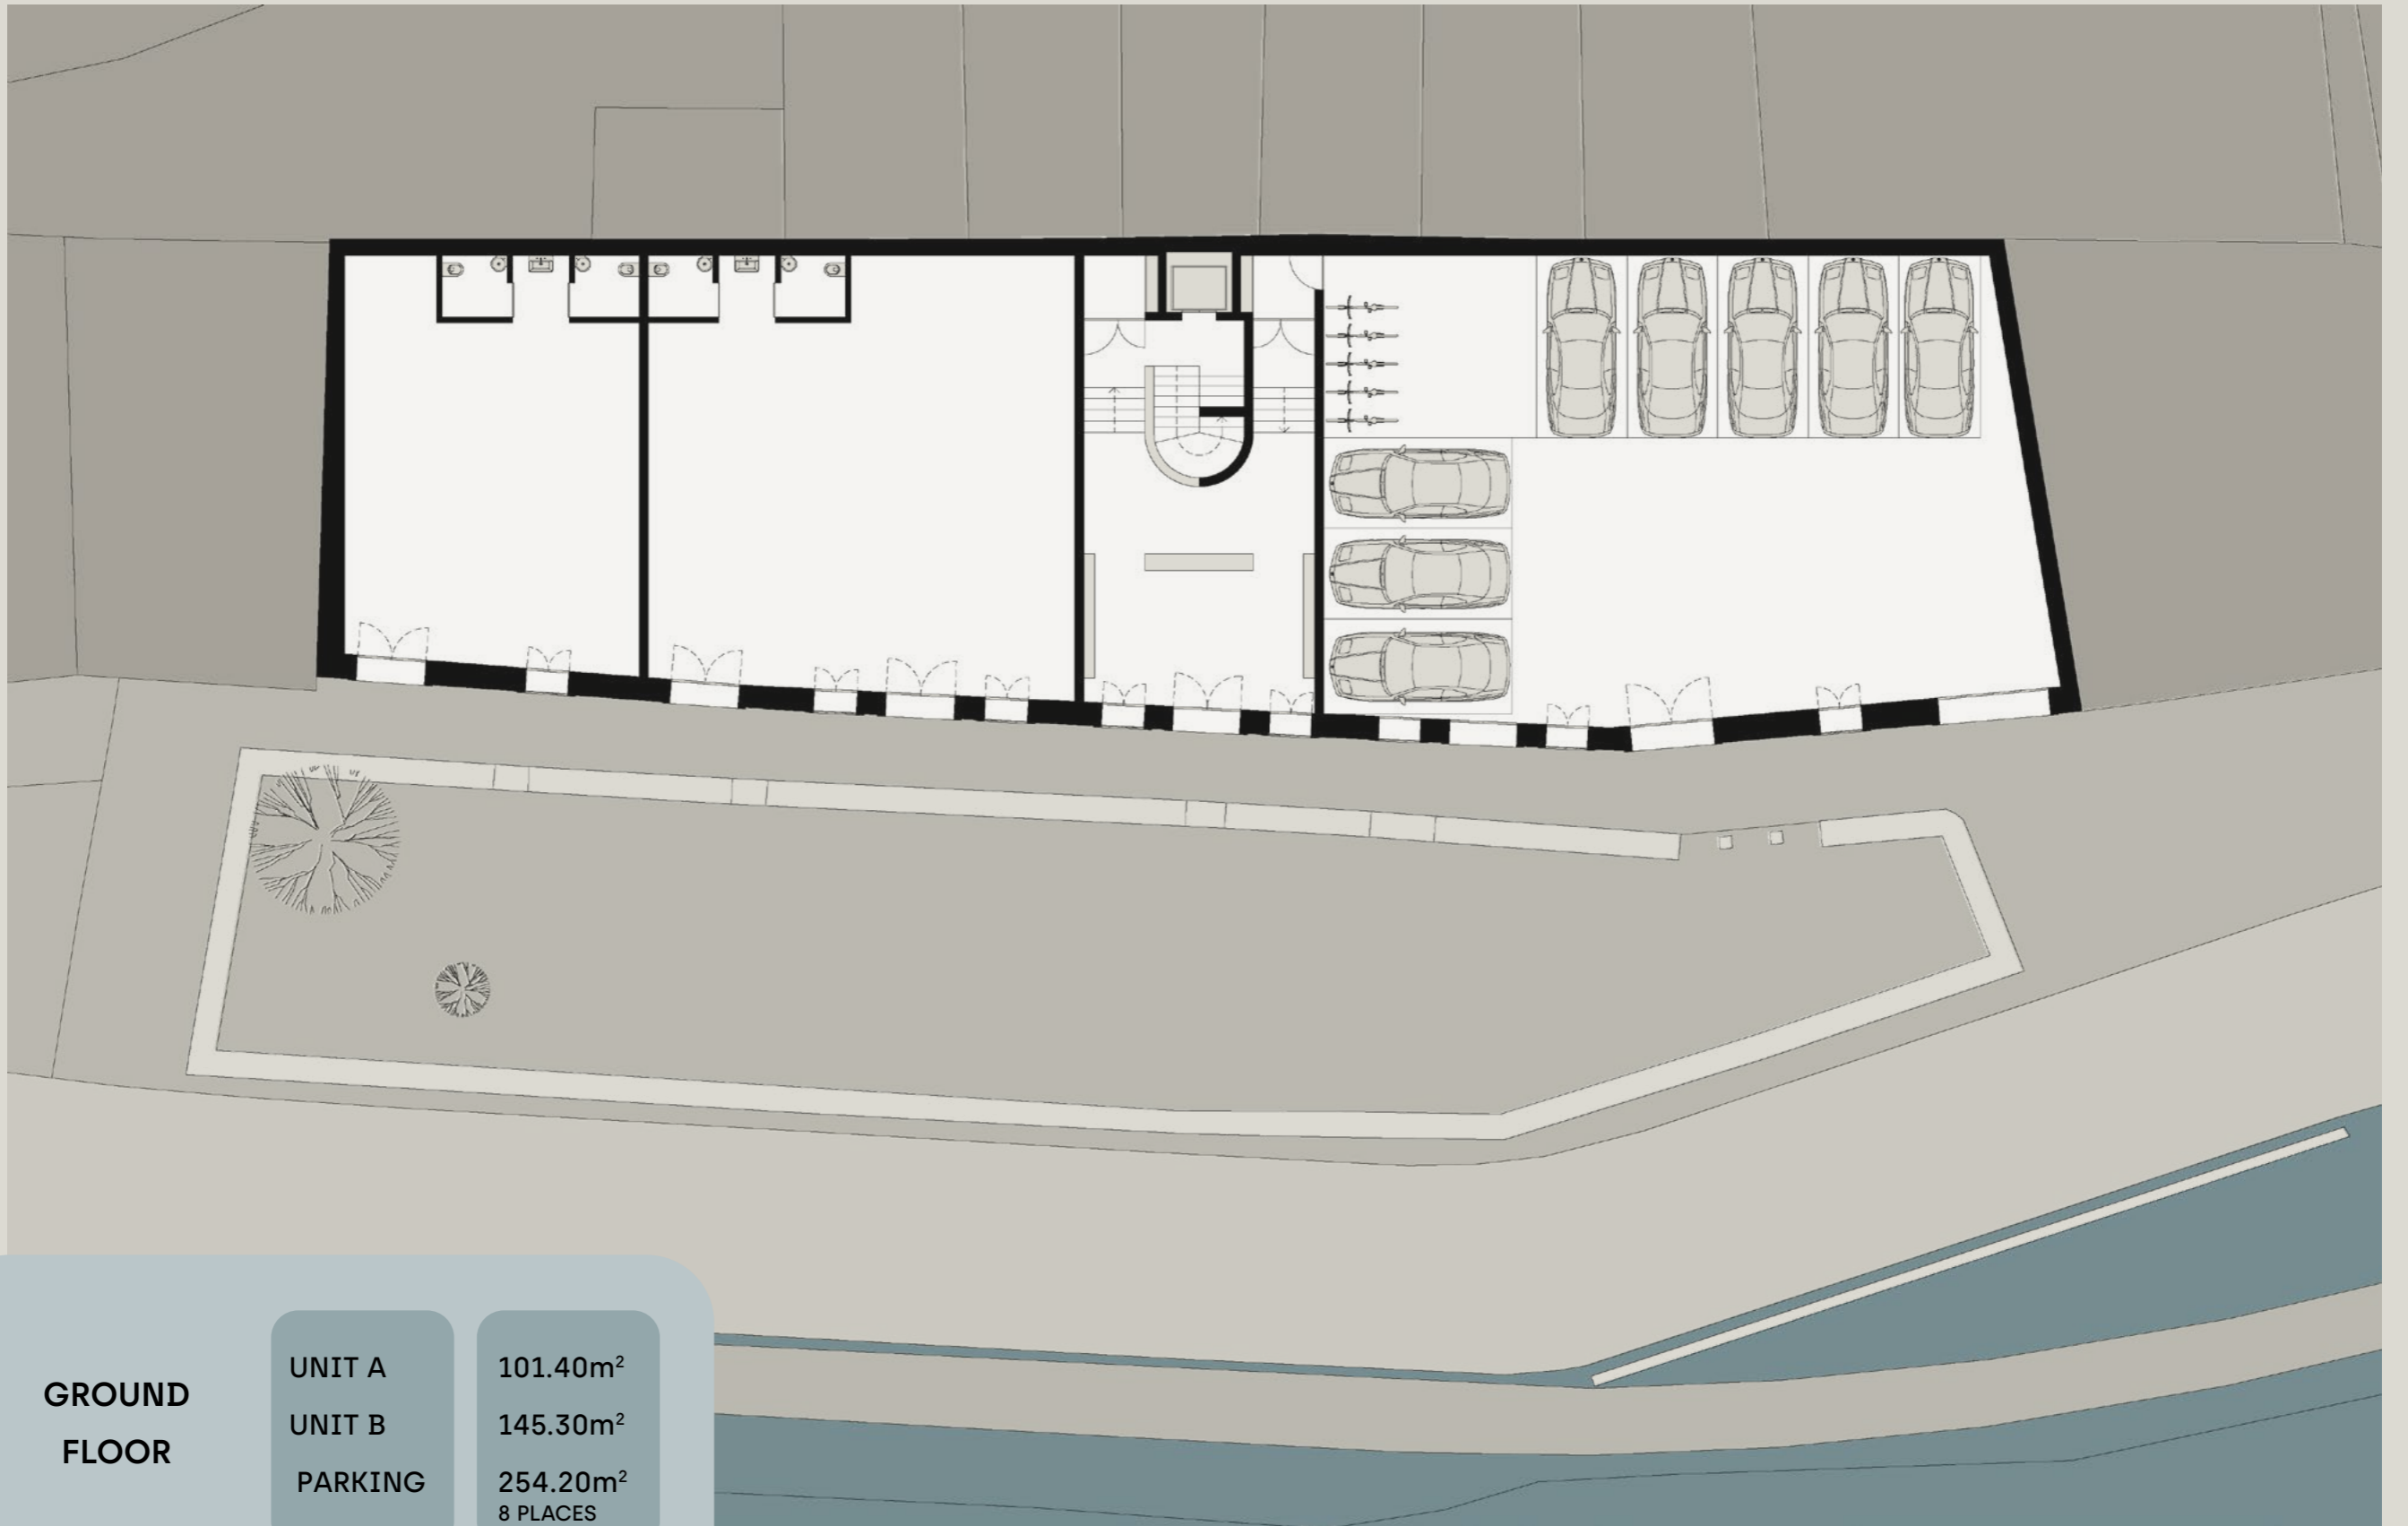 GROUND
FLOOR
UNIT A 101.40m²
UNIT B 145.30m²
PARKING 254.20m²
8 PLACES